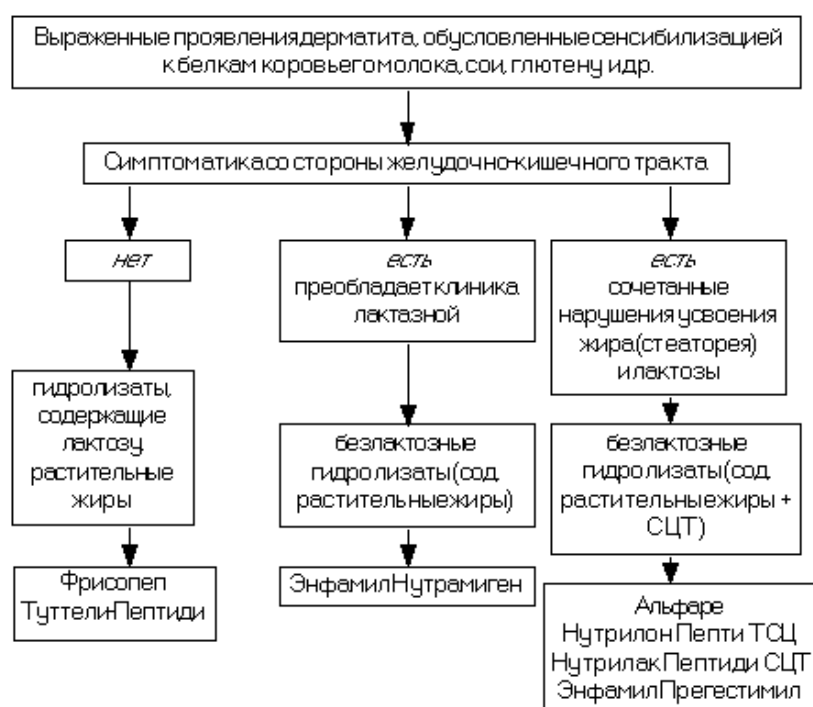 Выраженные проявления дерматита, обусловленные сенсибилизацией
к белкам коровьего молока, сои, глютену и др.
Симптоматика со стороны желудочно-кишечного тракта
нет
есть
преобладает клиника
лактазной
есть
сочетанные
нарушения усвоения
жира (стеаторея)
и лактозы
гидролизаты,
содержащие
лактозу,
растительные
жиры
безлактозные
гидролизаты (сод.
растительные жиры)
безлактозные
гидролизаты (сод.
растительные жиры +
СЦТ)
Фрисопеп
Туттели-Пептиди
Энфамил Нутрамиген
Альфаре
Нутрилон Пепти ТСЦ
Нутрилак Пептиди СЦТ
Энфамил Прегестимил